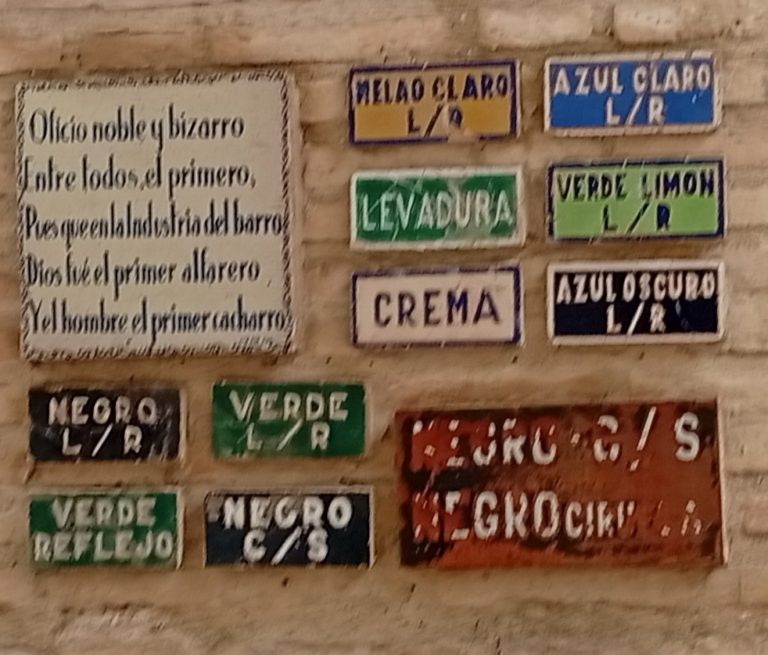 Oficio noble y bizarro
Entre todos, el primero,
Pues que en la Industria del barro
Dios fué el primer alfarero
Y el hombre el primer cacharro
MELAO CLARO
L/R
AZUL CLARO
L/R
LEVADURA
VERDE LIMON
L/R
CREMA
AZUL OSCURO
L/R
NEGRO
L/R
VERDE
L/R
VERDE
REFLEJO
NEGRO
C/S
NEGRO C/S
NEGRO